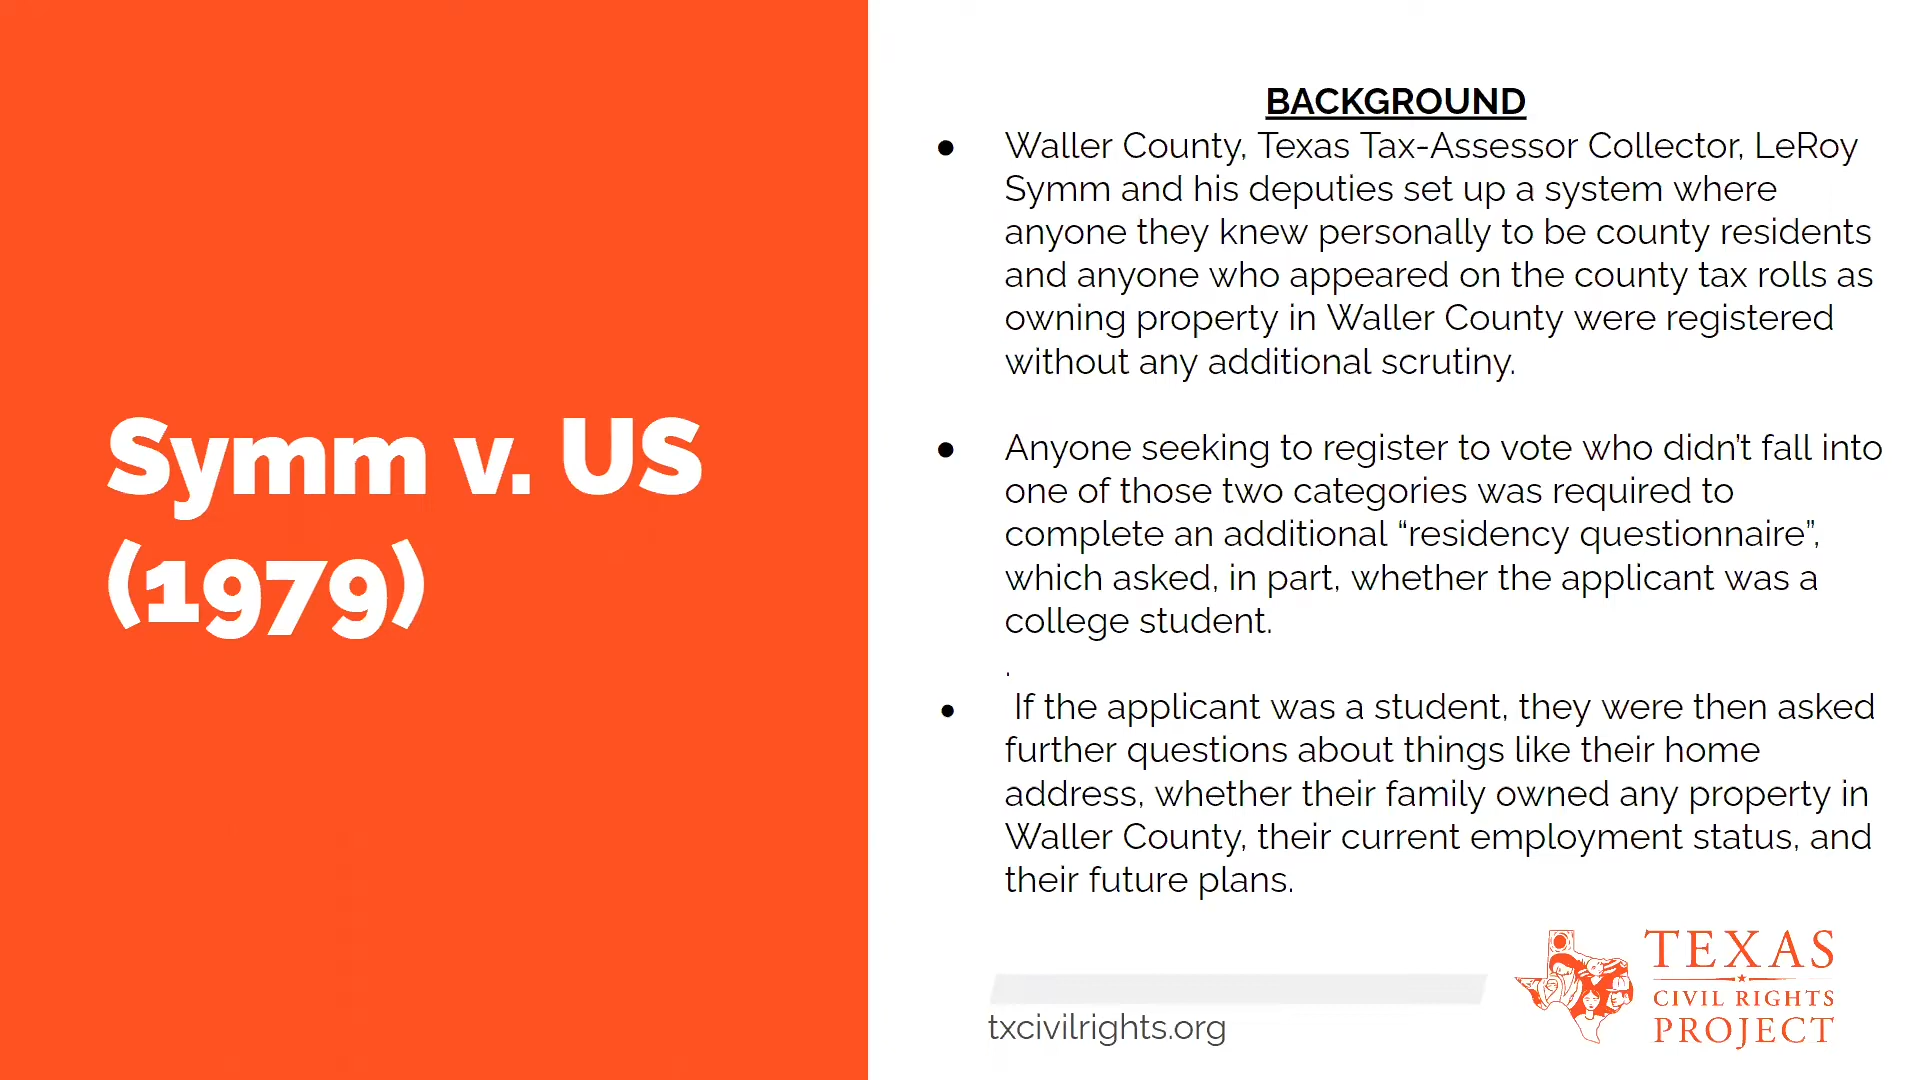 Symm v. US
(1979)
BACKGROUND
● Waller County, Texas Tax-Assessor Collector, LeRoy
Symm and his deputies set up a system where
anyone they knew personally to be county residents
and anyone who appeared on the county tax rolls as
owning property in Waller County were registered
without any additional scrutiny.
● Anyone seeking to register to vote who didn’t fall into
one of those two categories was required to
complete an additional “residency questionnaire”,
which asked, in part, whether the applicant was a
college student.
.
● If the applicant was a student, they were then asked
further questions about things like their home
address, whether their family owned any property in
Waller County, their current employment status, and
their future plans.
txcivilrights.org
TEXAS
CIVIL RIGHTS
PROJECT